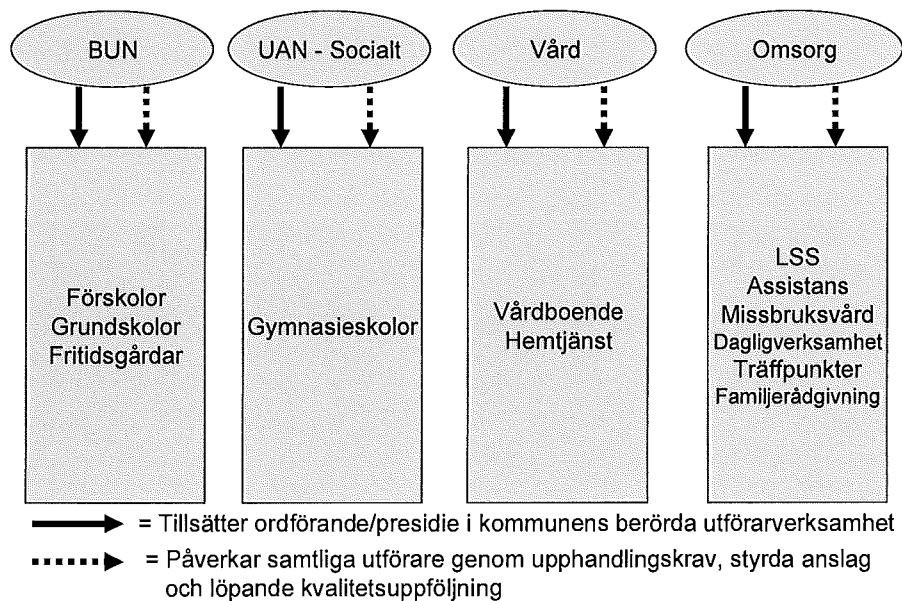 BUN
UAN - Socialt
Vård
Omsorg
Förskolor
Grundskolor
Fritidsgårdar
Gymnasieskolor
Vårdboende
Hemtjänst
LSS
Assistans
Missbruksvård
Dagligverksamhet
Träffpunkter
Familjerådgivning
= Tillsätter ordförande/presidie i kommunens berörda utförarverksamhet
= Påverkar samtliga utförare genom upphandlingskrav, styrda anslag
och löpande kvalitetsuppföljning